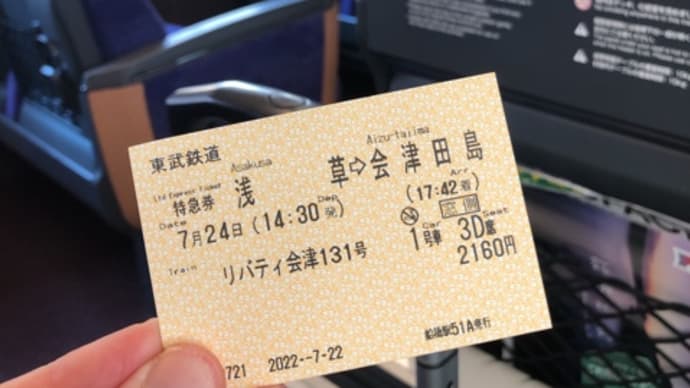 東武鉄道
Asakusa Aizu-tajima
Ltd Express Ticket
特急券 浅 草⇨会津田島
Date Dep Arr
7月24日(14:30発) (17:42着)
窓側
Train Car Seat
リバティ会津131号 1号車 3D席
2160円
船橋駅51A発行
721 2022--7-22